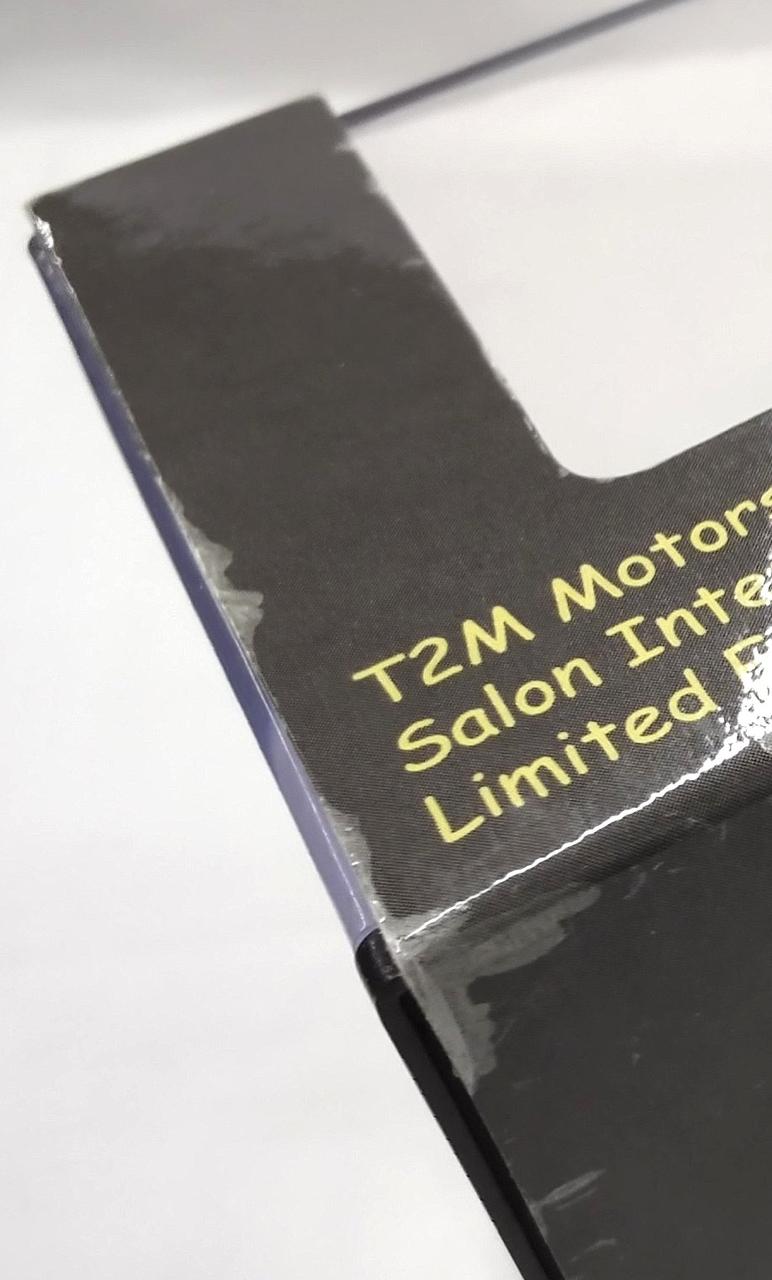 T2M Motors
Salon Inte
Limited E